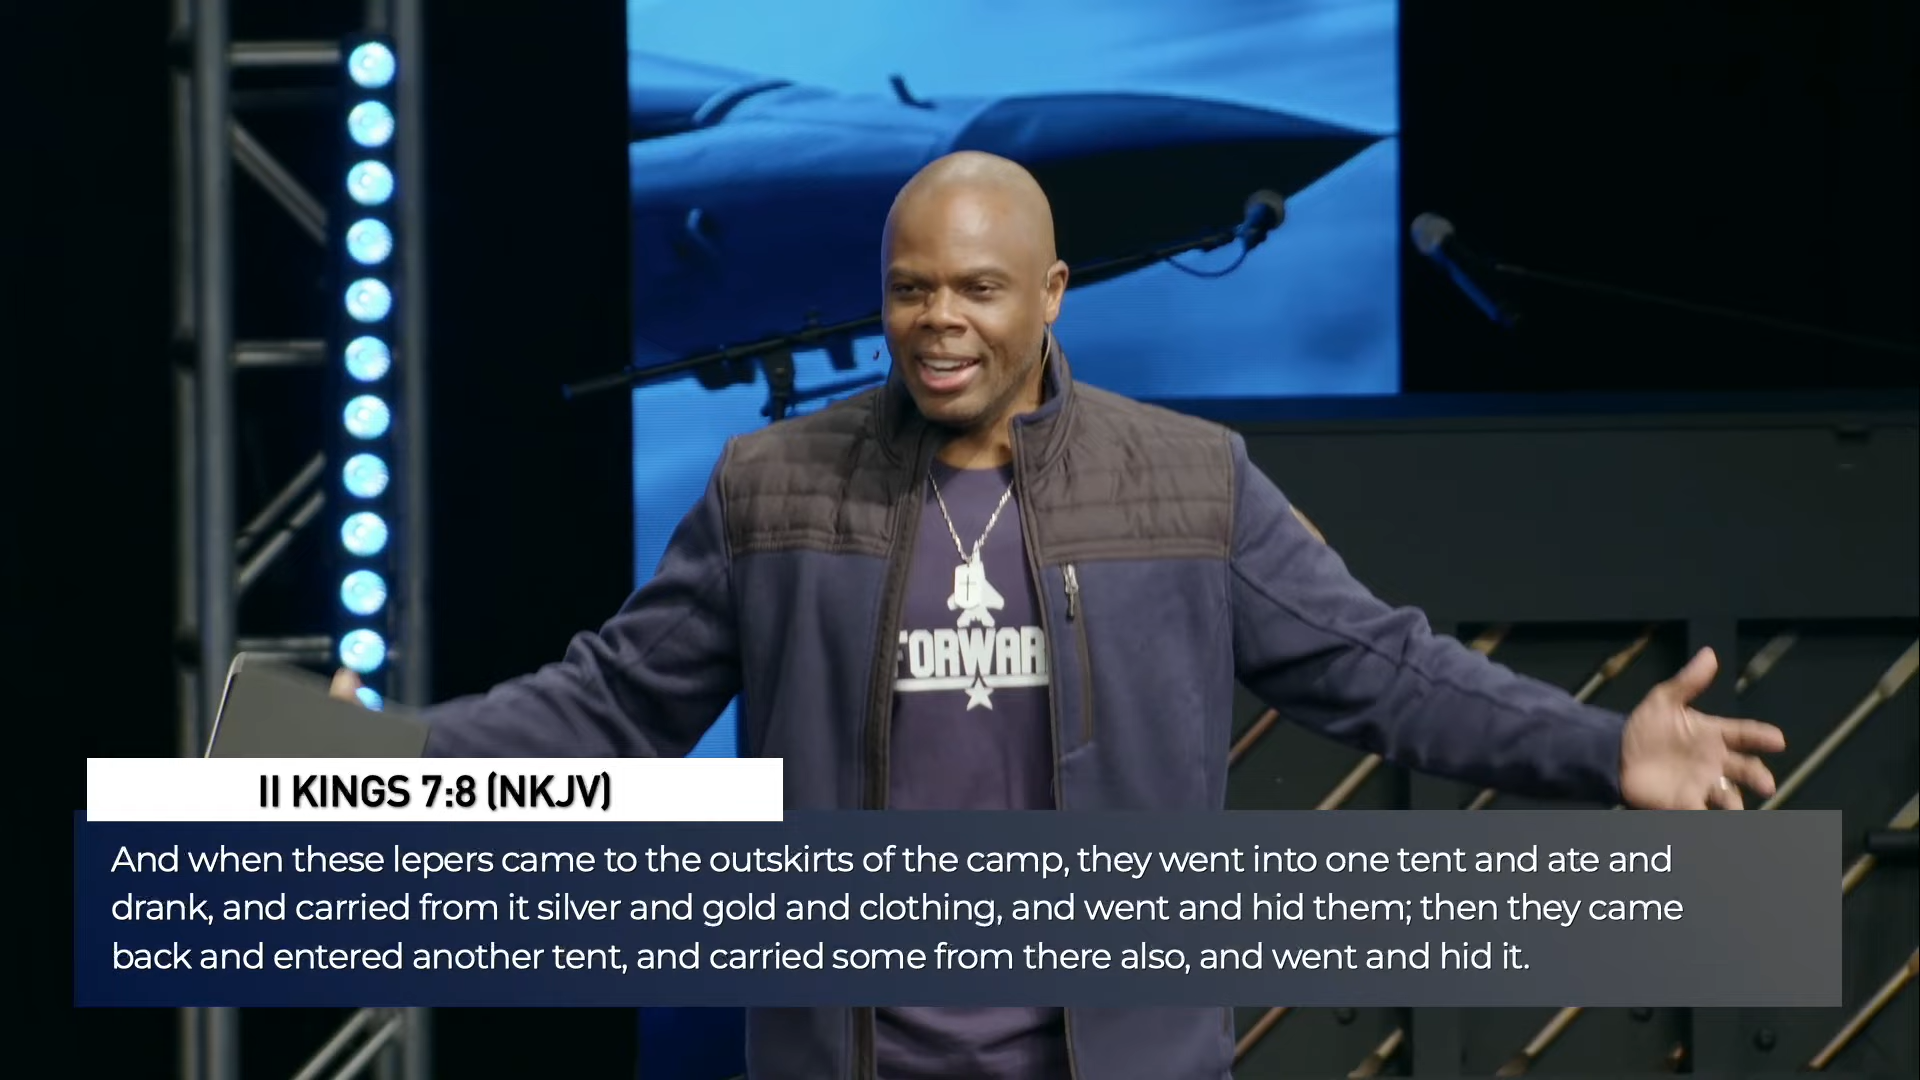 FORWAR
II KINGS 7:8 (NKJV)
And when these lepers came to the outskirts of the camp, they went into one tent and ate and
drank, and carried from it silver and gold and clothing, and went and hid them; then they came
back and entered another tent, and carried some from there also, and went and hid it.